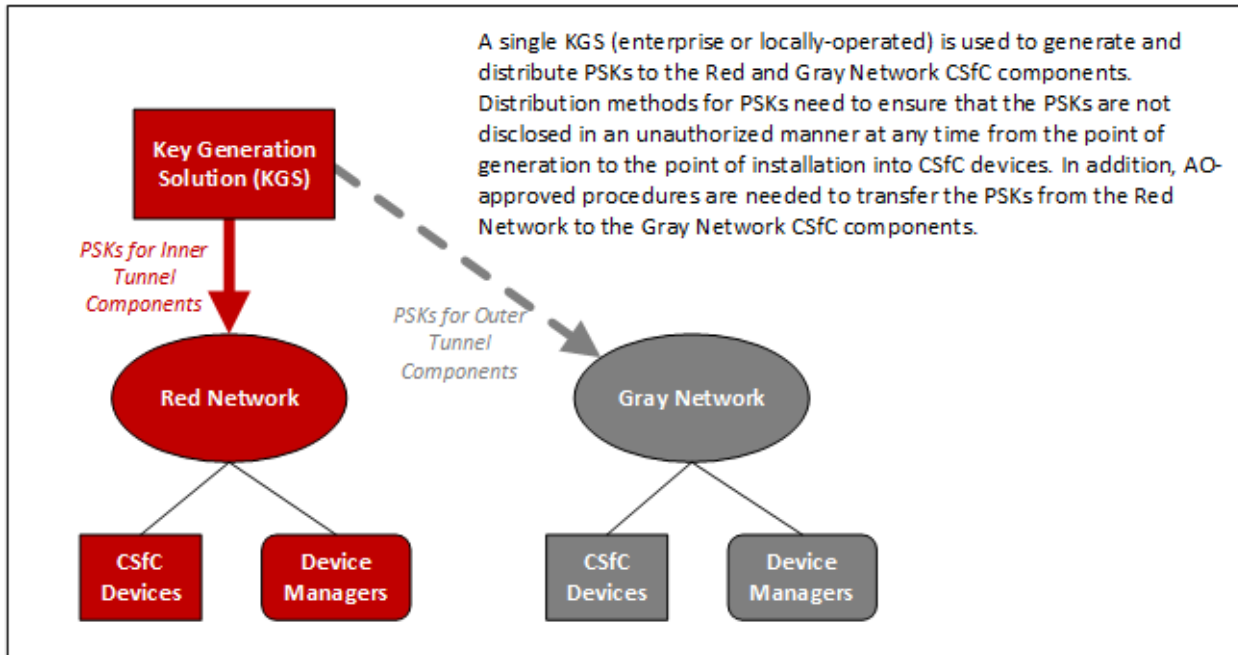 A single KGS (enterprise or locally-operated) is used to generate and
distribute PSKs to the Red and Gray Network CSfC components.
Distribution methods for PSKs need to ensure that the PSKs are not
disclosed in an unauthorized manner at any time from the point of
generation to the point of installation into CSfC devices. In addition, AO-
approved procedures are needed to transfer the PSKs from the Red
Network to the Gray Network CSfC components.
Key Generation
Solution (KGS)
PSKs for Inner
Tunnel
Components
PSKs for Outer
Tunnel
Components
Red Network
Gray Network
CSfC
Devices
Device
Managers
CSfC
Devices
Device
Managers